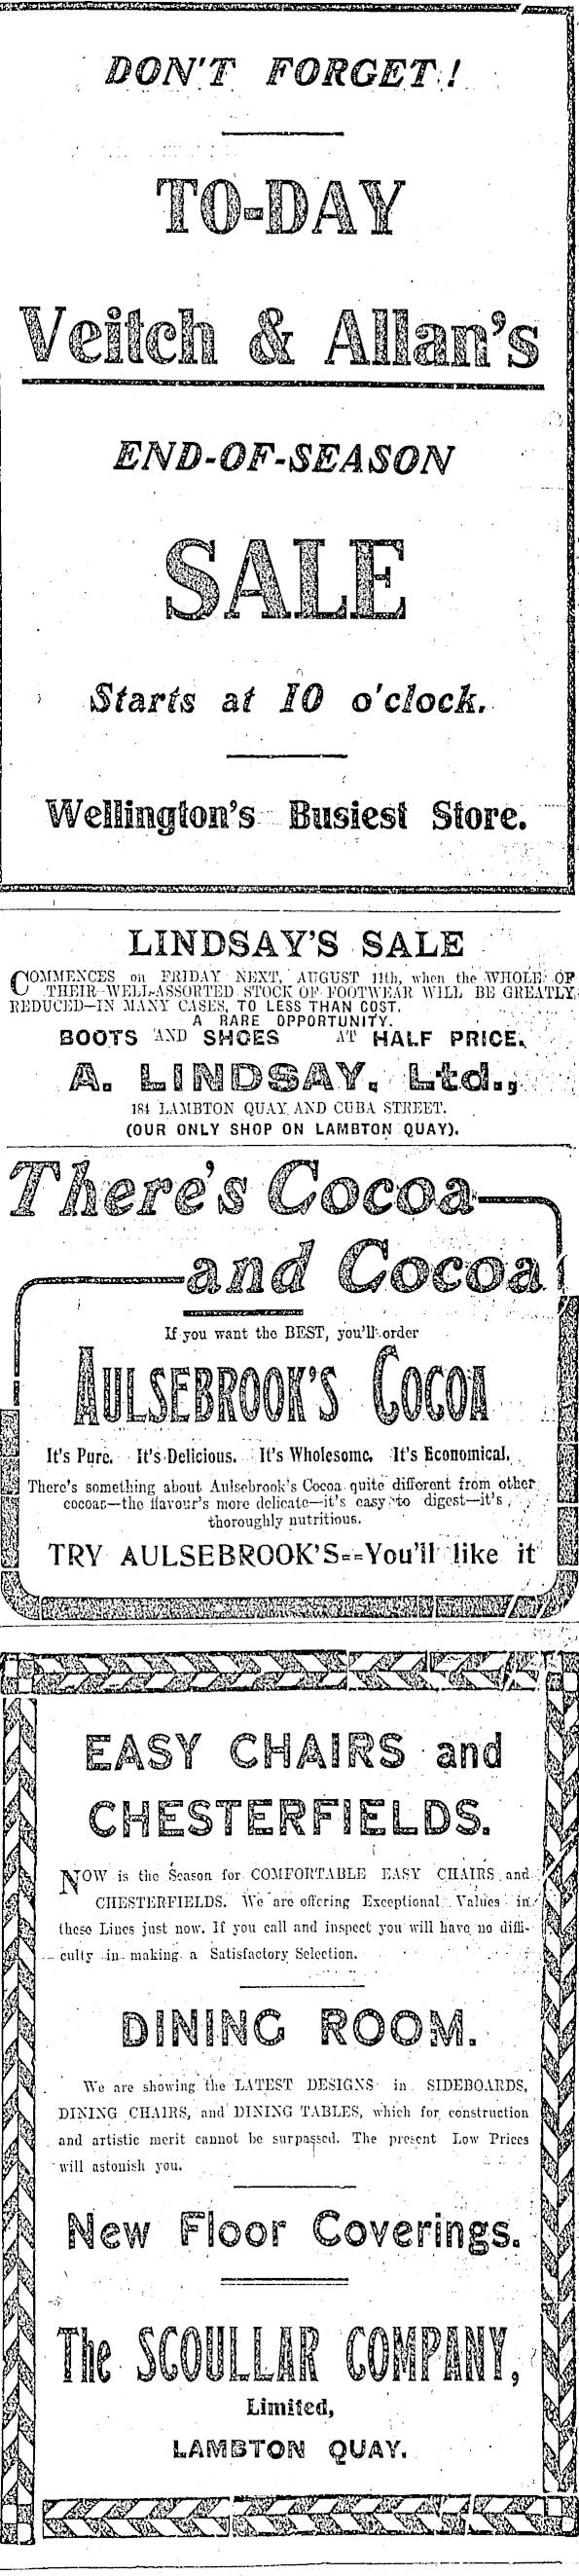 DON'T FORGET!
TO-DAY
Veitch & Allan's
END-OF-SEASON
SALE
Starts at 10 o'clock.
Wellington's Busiest Store.
LINDSAY'S SALE
COMMENCES on FRIDAY NEXT, AUGUST 11th, when the WHOLE OF
THEIR WELL-ASSORTED STOCK OF FOOTWEAR WILL BE GREATLY
REDUCED—IN MANY CASES, TO LESS THAN COST.
A RARE OPPORTUNITY.
BOOTS AND SHOES AT HALF PRICE.
A. LINDSAY, Ltd.,
184 LAMBTON QUAY AND CUBA STREET.
(OUR ONLY SHOP ON LAMBTON QUAY).
There's Cocoa
and Cocoa
If you want the BEST, you'll order
AULSEBROOK'S COCOA
It's Pure. It's Delicious. It's Wholesome. It's Economical.
There's something about Aulsebrook's Cocoa quite different from other
cocoas—the flavour's more delicate—it's easy to digest—it's
thoroughly nutritious.
TRY AULSEBROOK'S--You'll like it
EASY CHAIRS and
CHESTERFIELDS.
NOW is the Season for COMFORTABLE EASY CHAIRS and
CHESTERFIELDS. We are offering Exceptional Values in
these Lines just now. If you call and inspect you will have no diffi-
culty in making a Satisfactory Selection.
DINING ROOM.
We are showing the LATEST DESIGNS in SIDEBOARDS,
DINING CHAIRS, and DINING TABLES, which for construction
and artistic merit cannot be surpassed. The present Low Prices
will astonish you.
New Floor Coverings.
The SCOULLAR COMPANY,
Limited,
LAMBTON QUAY.